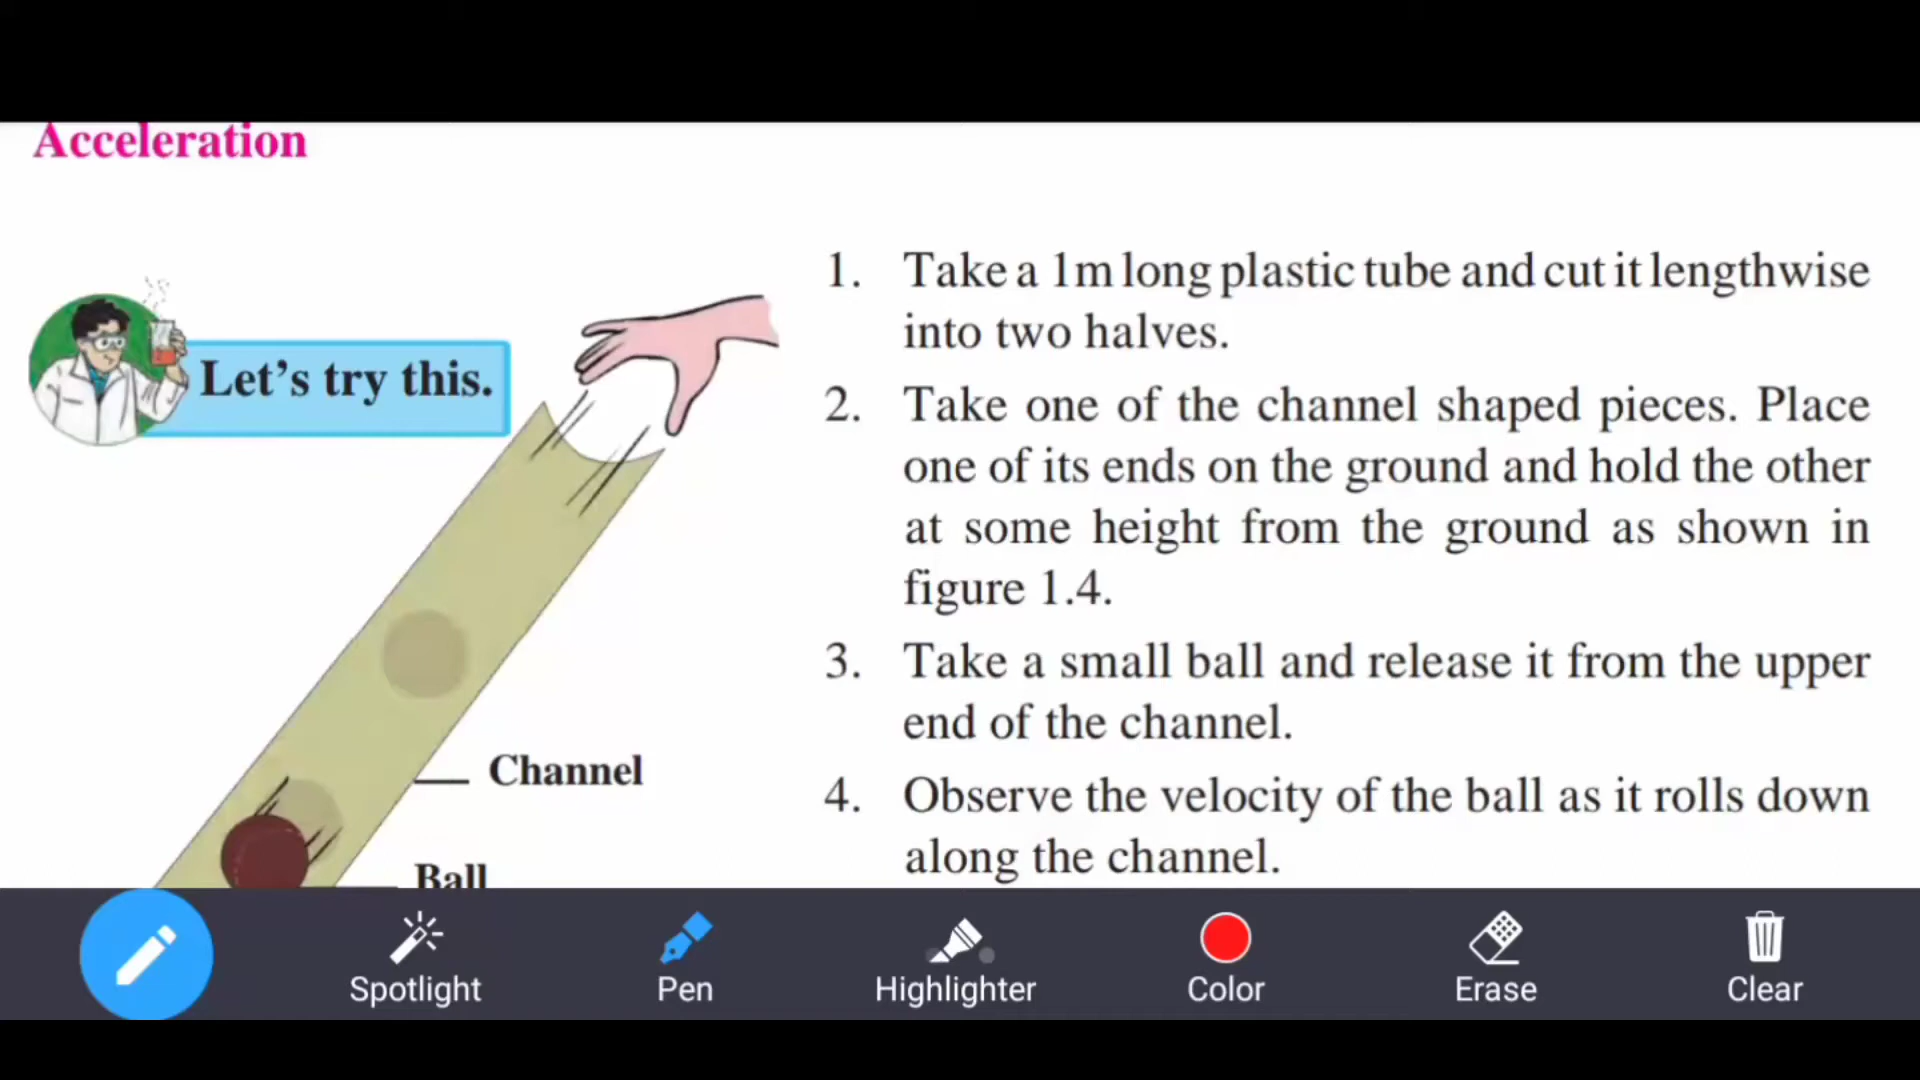 Acceleration
Let's try this.
1. Take a 1m long plastic tube and cut it lengthwise
into two halves.
2. Take one of the channel shaped pieces. Place
one of its ends on the ground and hold the other
at some height from the ground as shown in
figure 1.4.
3. Take a small ball and release it from the upper
end of the channel.
4. Observe the velocity of the ball as it rolls down
along the channel.
Channel
Ball
Spotlight
Pen
Highlighter
Color
Erase
Clear